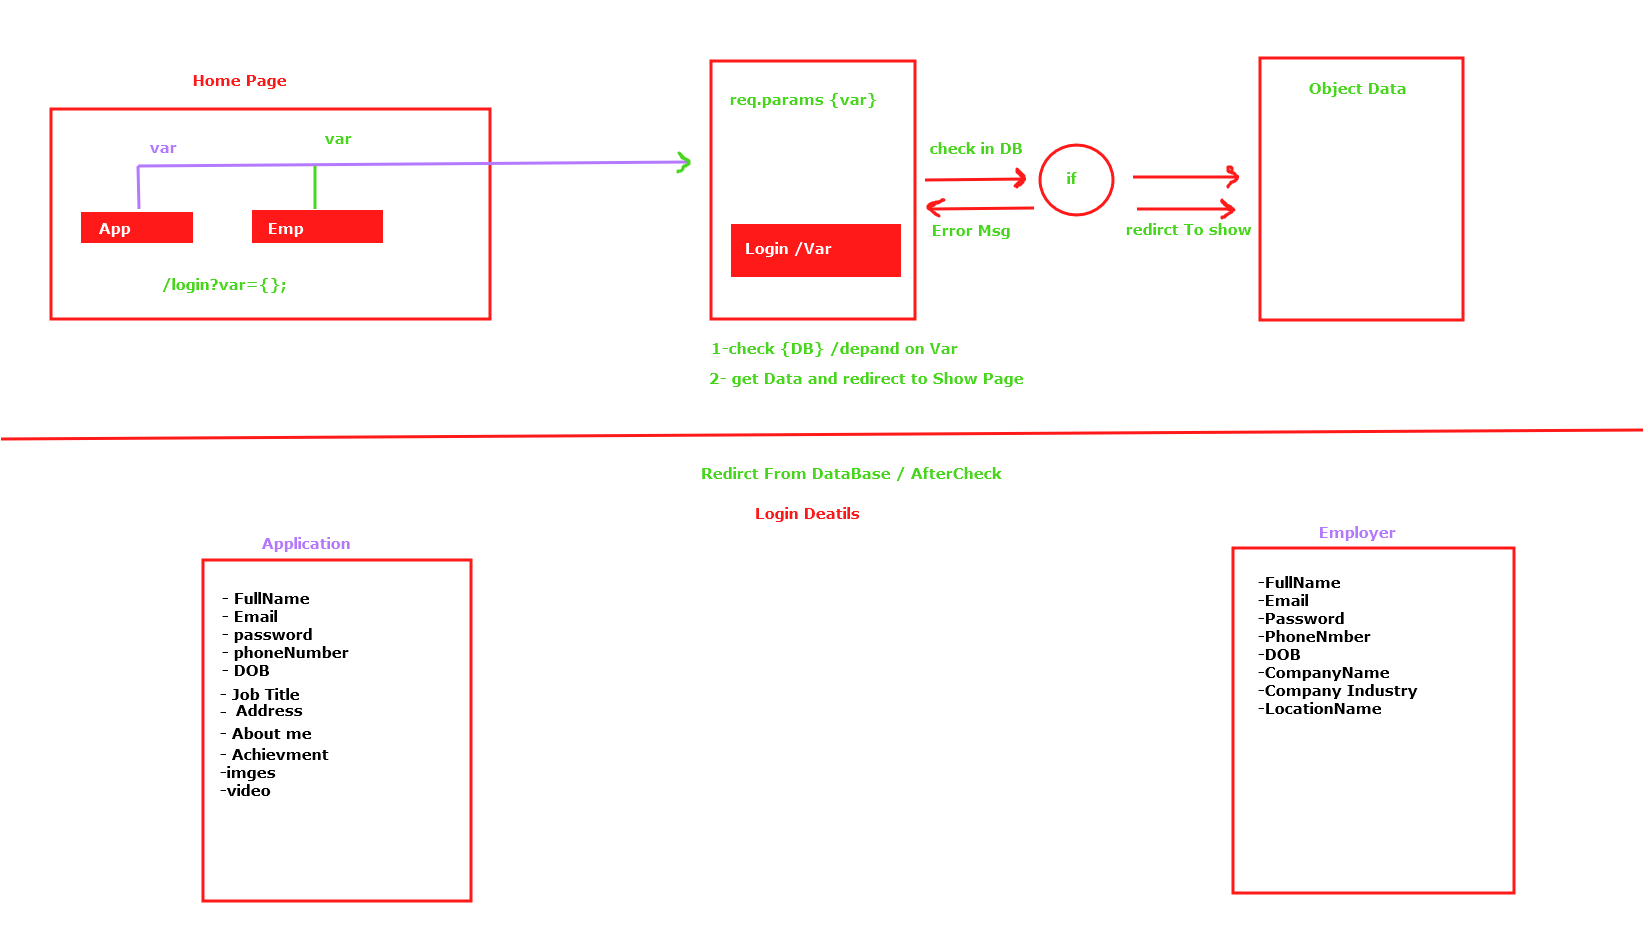 Home Page
var
var
App
Emp
/login?var={};
req.params {var}
Login /Var
check in DB
Error Msg
if
redirct To show
Object Data
1-check {DB} /depand on Var
2- get Data and redirect to Show Page
Redirct From DataBase / AfterCheck
Login Deatils
Application
- FullName
- Email
- password
- phoneNumber
- DOB
- Job Title
- Address
- About me
- Achievment
-imges
-video
Employer
-FullName
-Email
-Password
-PhoneNmber
-DOB
-CompanyName
-Company Industry
-LocationName